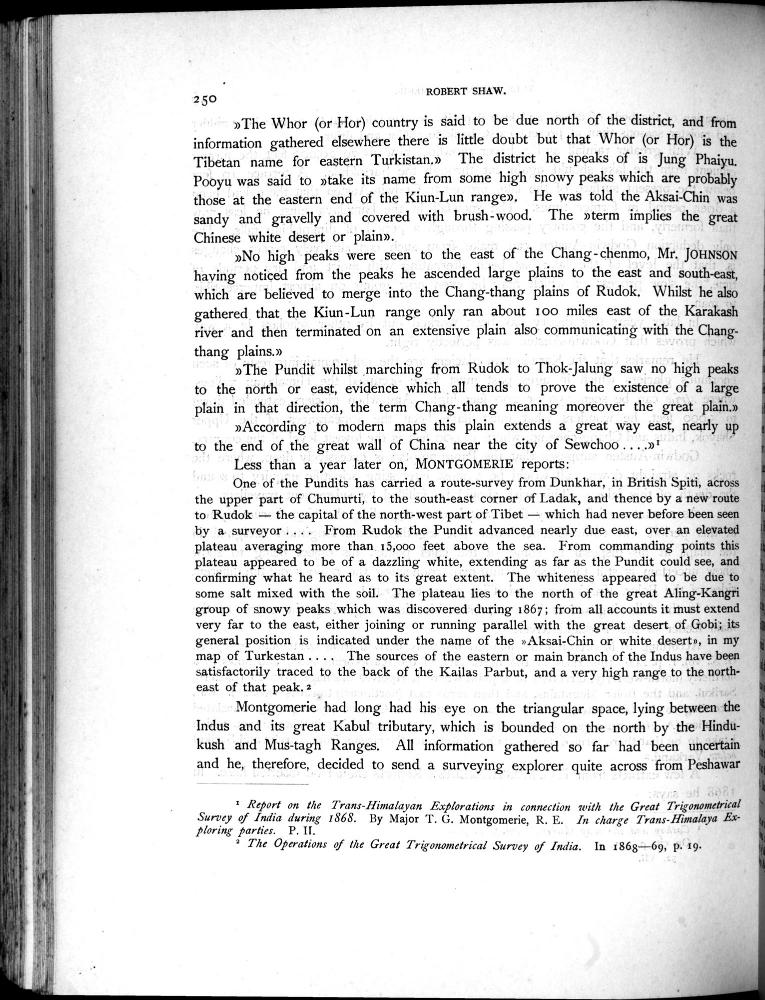 250
ROBERT SHAW.
»The Whor (or Hor) country is said to be due north of the district, and from
information gathered elsewhere there is little doubt but that Whor (or Hor) is the
Tibetan name for eastern Turkistan.» The district he speaks of is Jung Phaiyu.
Pooyu was said to »take its name from some high snowy peaks which are probably
those at the eastern end of the Kiun-Lun range». He was told the Aksai-Chin was
sandy and gravelly and covered with brush-wood. The »term implies the great
Chinese white desert or plain».
»No high peaks were seen to the east of the Chang-chenmo, Mr. JOHNSON
having noticed from the peaks he ascended large plains to the east and south-east,
which are believed to merge into the Chang-thang plains of Rudok. Whilst he also
gathered that the Kiun-Lun range only ran about 100 miles east of the Karakash
river and then terminated on an extensive plain also communicating with the Chang-
thang plains.»
»The Pundit whilst marching from Rudok to Thok-Jalung saw no high peaks
to the north or east, evidence which all tends to prove the existence of a large
plain in that direction, the term Chang-thang meaning moreover the great plain.»
»According to modern maps this plain extends a great way east, nearly up
to the end of the great wall of China near the city of Sewchoo ....»¹
Less than a year later on, MONTGOMERIE reports:
One of the Pundits has carried a route-survey from Dunkhar, in British Spiti, across
the upper part of Chumurti, to the south-east corner of Ladak, and thence by a new route
to Rudok — the capital of the north-west part of Tibet — which had never before been seen
by a surveyor .... From Rudok the Pundit advanced nearly due east, over an elevated
plateau averaging more than 15,000 feet above the sea. From commanding points this
plateau appeared to be of a dazzling white, extending as far as the Pundit could see, and
confirming what he heard as to its great extent. The whiteness appeared to be due to
some salt mixed with the soil. The plateau lies to the north of the great Aling-Kangri
group of snowy peaks which was discovered during 1867; from all accounts it must extend
very far to the east, either joining or running parallel with the great desert of Gobi; its
general position is indicated under the name of the »Aksai-Chin or white desert», in my
map of Turkestan .... The sources of the eastern or main branch of the Indus have been
satisfactorily traced to the back of the Kailas Parbut, and a very high range to the north-
east of that peak.²
Montgomerie had long had his eye on the triangular space, lying between the
Indus and its great Kabul tributary, which is bounded on the north by the Hindu-
kush and Mus-tagh Ranges. All information gathered so far had been uncertain
and he, therefore, decided to send a surveying explorer quite across from Peshawar
¹ Report on the Trans-Himalayan Explorations in connection with the Great Trigonometrical
Survey of India during 1868. By Major T. G. Montgomerie, R. E. In charge Trans-Himalaya Ex-
ploring parties. P. II.
² The Operations of the Great Trigonometrical Survey of India. In 1868—69, p. 19.